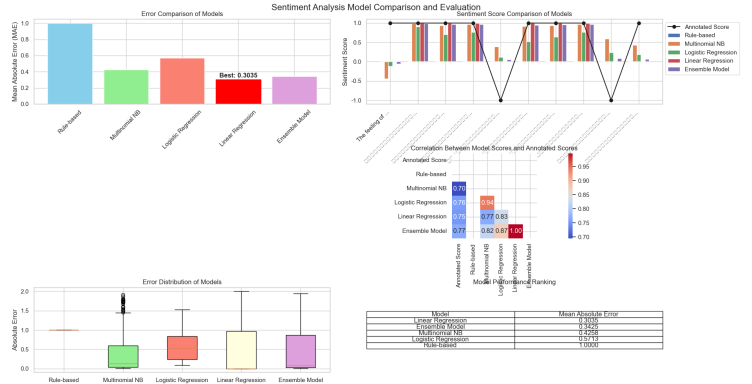 Sentiment Analysis Model Comparison and Evaluation
Error Comparison of Models
Mean Absolute Error (MAE)
1.0
0.8
0.6
0.4
0.2
0.0
Best: 0.3035
Rule-based
Multinomial NB
Logistic Regression
Linear Regression
Ensemble Model
Sentiment Score Comparison of Models
Sentiment Score
1.0
0.5
0.0
-0.5
-1.0
The feeling of
Annotated Score
Rule-based
Multinomial NB
Logistic Regression
Linear Regression
Ensemble Model
Correlation Between Model Scores and Annotated Scores
Annotated Score
Rule-based
Multinomial NB
Logistic Regression
Linear Regression
Ensemble Model
0.70
0.76 0.94
0.75 0.77 0.83
0.77 0.82 0.87 1.00
Annotated Score
Rule-based
Multinomial NB
Logistic Regression
Linear Regression
Ensemble Model
0.95
0.90
0.85
0.80
0.75
0.70
Error Distribution of Models
Absolute Error
2.0
1.5
1.0
0.5
0.0
Rule-based
Multinomial NB
Logistic Regression
Linear Regression
Ensemble Model
Model Performance Ranking
Model Mean Absolute Error
Linear Regression 0.3035
Ensemble Model 0.3425
Multinomial NB 0.4258
Logistic Regression 0.5713
Rule-based 1.0000